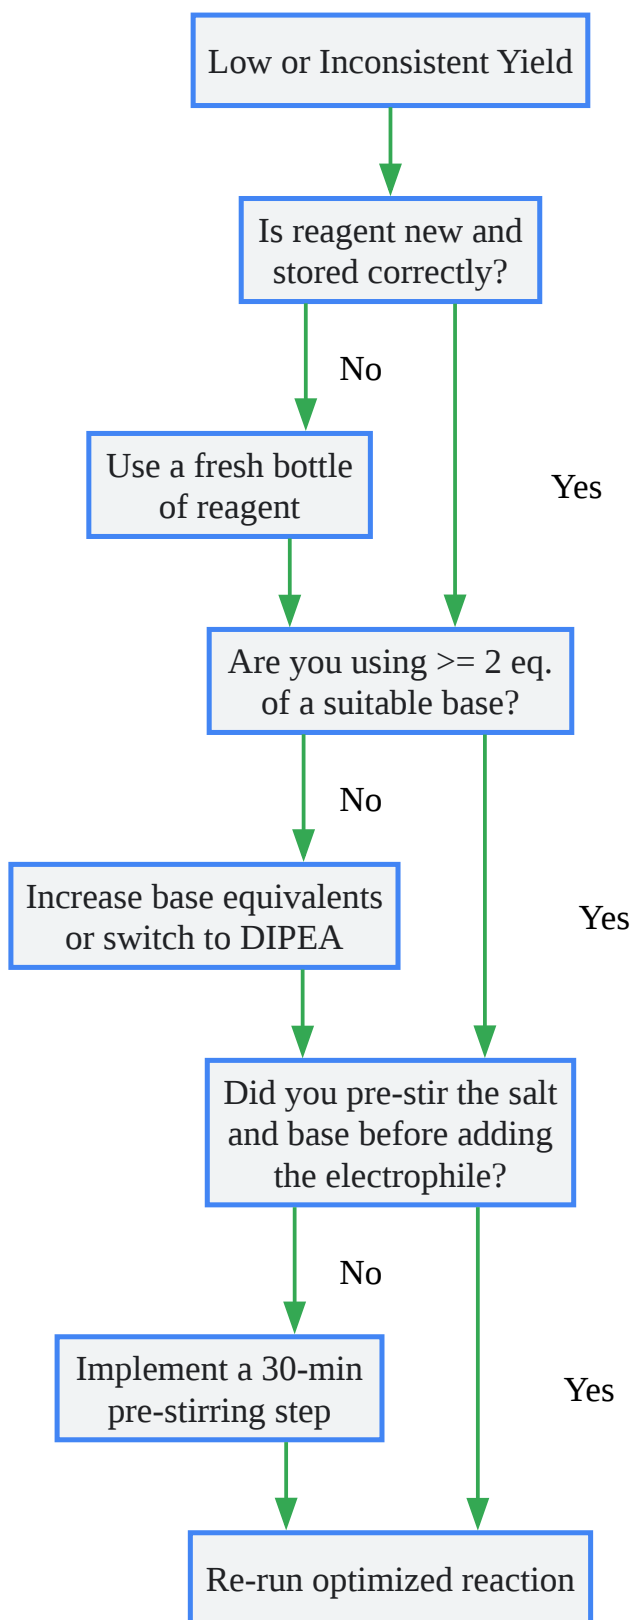 Low or Inconsistent Yield
Is reagent new and
stored correctly?
No
Use a fresh bottle
of reagent
Yes
Are you using >= 2 eq.
of a suitable base?
No
Increase base equivalents
or switch to DIPEA
Yes
Did you pre-stir the salt
and base before adding
the electrophile?
No
Implement a 30-min
pre-stirring step
Yes
Re-run optimized reaction